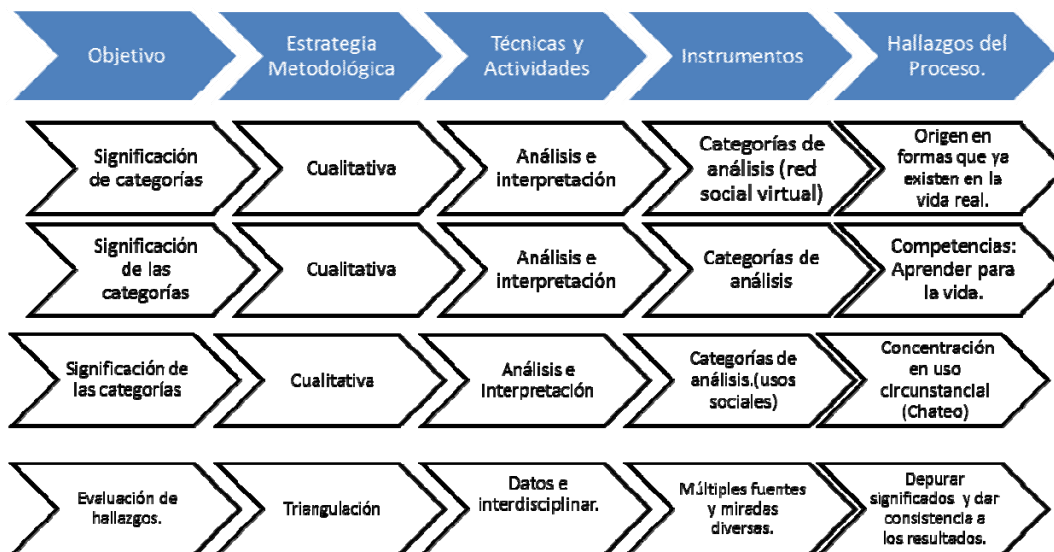 Objetivo
Estrategia
Metodológica
Técnicas y
Actividades
Instrumentos
Hallazgos del
Proceso.
Significación
de categorías
Cualitativa
Análisis e
interpretación
Categorías de
análisis (red
social virtual)
Origen en
formas que ya
existen en la
vida real.
Significación
de las
categorías
Cualitativa
Análisis e
interpretación
Categorías de
análisis
Competencias:
Aprender para
la vida.
Significación de
las categorías
Cualitativa
Análisis e
Interpretación
Categorías de
análisis.(usos
sociales)
Concentración
en uso
circunstancial
(Chateo)
Evaluación de
hallazgos.
Triangulación
Datos e
interdisciplinar.
Múltiples fuentes
y miradas
diversas.
Depurar
significados y dar
consistencia a
los resultados.